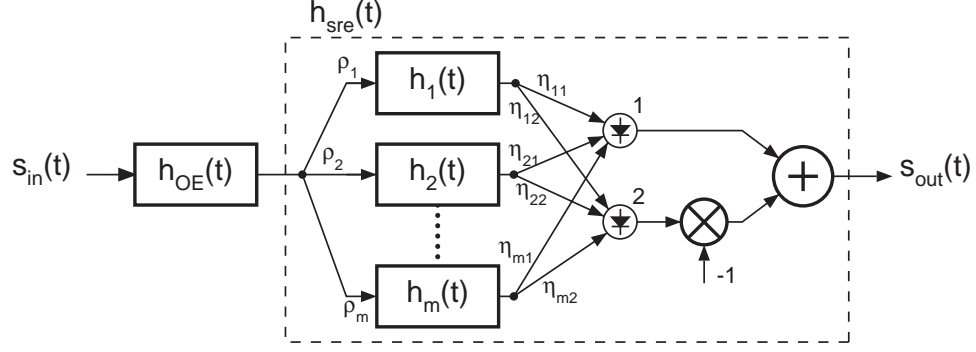 h_sre(t)
ρ_1 h_1(t) η_11 1
η_12
s_in(t) h_OE(t) ρ_2 h_2(t) η_21 + s_out(t)
η_22 2
-1
ρ_m h_m(t) η_m1
η_m2